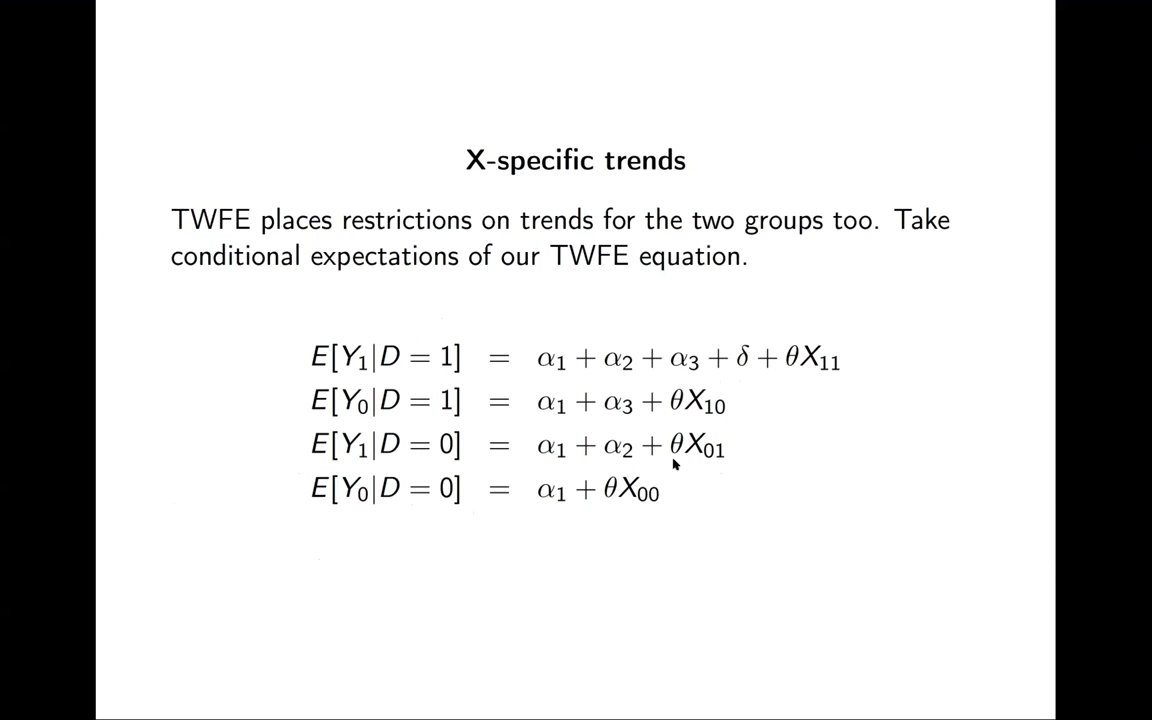 X-specific trends
TWFE places restrictions on trends for the two groups too. Take
conditional expectations of our TWFE equation.
E[Y₁|D = 1] = α₁ + α₂ + α₃ + δ + θX₁₁
E[Y₀|D = 1] = α₁ + α₃ + θX₁₀
E[Y₁|D = 0] = α₁ + α₂ + θX₀₁
E[Y₀|D = 0] = α₁ + θX₀₀